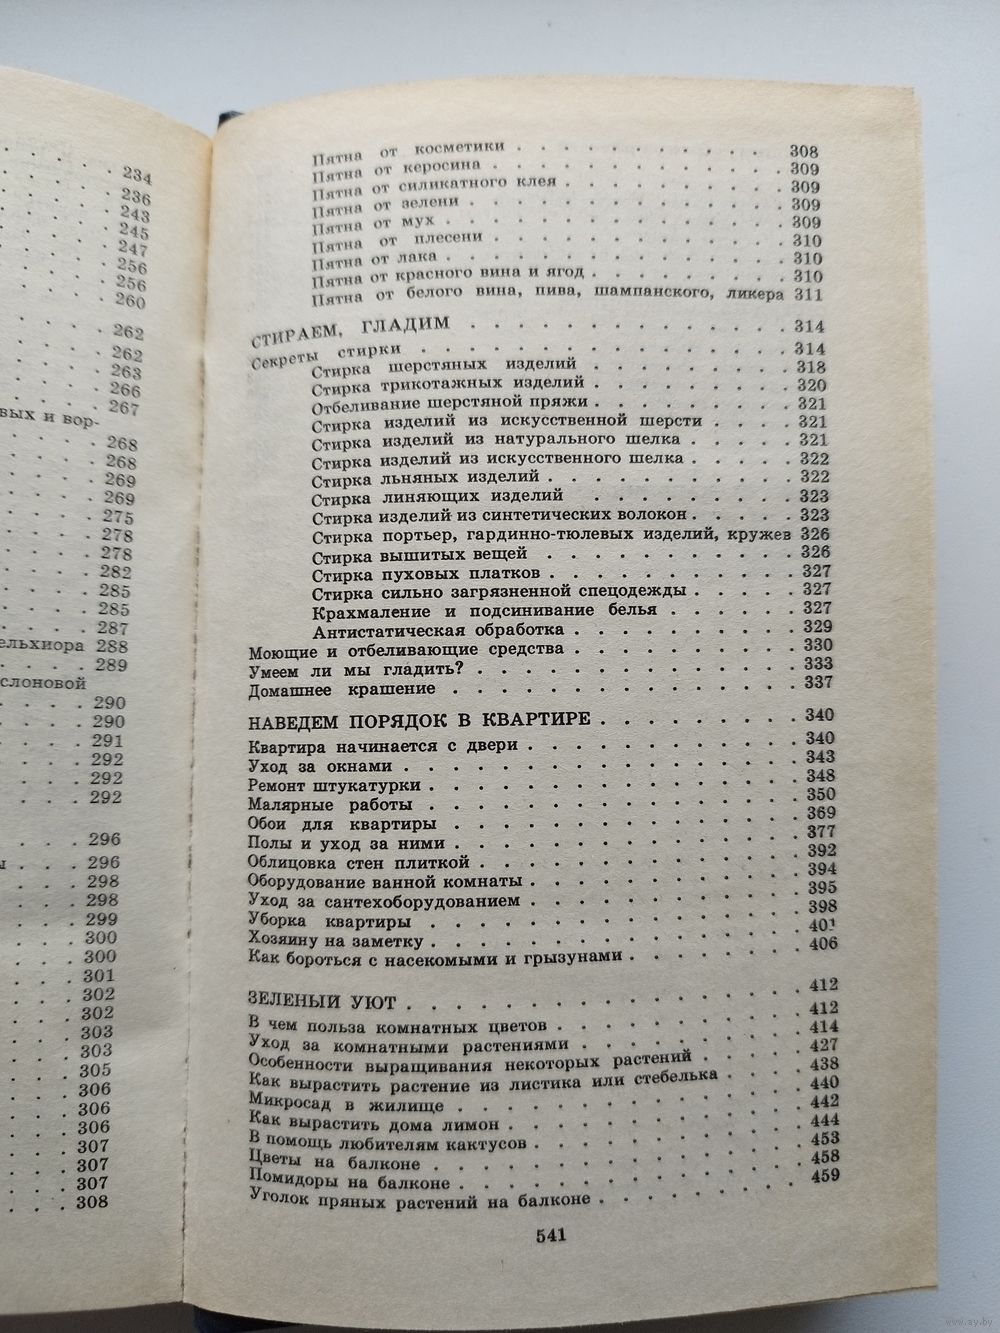 234
236
243
245
247
256
256
260
262
262
263
266
267
вых и вор-
268
268
269
269
275
278
278
282
285
285
287
ельхиора 288
289
слоновой
290
290
291
292
292
292
296
ы . . . 296
298
298
299
300
300
301
302
302
303
303
305
306
306
306
307
307
307
308
Пятна от косметики . . . . . . . . . . 308
Пятна от керосина . . . . . . . . . . 309
Пятна от силикатного клея . . . . . . . 309
Пятна от зелени . . . . . . . . . . . 309
Пятна от мух . . . . . . . . . . . . 309
Пятна от плесени . . . . . . . . . . 310
Пятна от лака . . . . . . . . . . . . 310
Пятна от красного вина и ягод . . . . . . 310
Пятна от белого вина, пива, шампанского, ликера 311
СТИРАЕМ, ГЛАДИМ . . . . . . . . . . . 314
Секреты стирки . . . . . . . . . . . . 314
Стирка шерстяных изделий . . . . . . . 318
Стирка трикотажных изделий . . . . . . . 320
Отбеливание шерстяной пряжи . . . . . . . 321
Стирка изделий из искусственной шерсти . . . . 321
Стирка изделий из натурального шелка . . . . . 321
Стирка изделий из искусственного шелка . . . . . 322
Стирка льняных изделий . . . . . . . . . 322
Стирка линяющих изделий . . . . . . . . 323
Стирка изделий из синтетических волокон . . . . . 323
Стирка портьер, гардинно-тюлевых изделий, кружев 326
Стирка вышитых вещей . . . . . . . . . 326
Стирка пуховых платков . . . . . . . . . 327
Стирка сильно загрязненной спецодежды . . . . . 327
Крахмаление и подсинивание белья . . . . . . 327
Антистатическая обработка . . . . . . . . 329
Моющие и отбеливающие средства . . . . . . . . 330
Умеем ли мы гладить? . . . . . . . . . . . 333
Домашнее крашение . . . . . . . . . . . . 337
НАВЕДЕМ ПОРЯДОК В КВАРТИРЕ . . . . . . . 340
Квартира начинается с двери . . . . . . . . . 340
Уход за окнами . . . . . . . . . . . . . 343
Ремонт штукатурки . . . . . . . . . . . . 348
Малярные работы . . . . . . . . . . . . 350
Обои для квартиры . . . . . . . . . . . 369
Полы и уход за ними . . . . . . . . . . . 377
Облицовка стен плиткой . . . . . . . . . . 392
Оборудование ванной комнаты . . . . . . . . . 394
Уход за сантехоборудованием . . . . . . . . . 395
Уборка квартиры . . . . . . . . . . . . 398
Хозяину на заметку . . . . . . . . . . . . 401
Как бороться с насекомыми и грызунами . . . . . . 406
ЗЕЛЕНЫЙ УЮТ . . . . . . . . . . . . . 412
В чем польза комнатных цветов . . . . . . . . 412
Уход за комнатными растениями . . . . . . . . 414
Особенности выращивания некоторых растений . . . . 427
Как вырастить растение из листика или стебелька . . . 438
Микросад в жилище . . . . . . . . . . . 440
Как вырастить дома лимон . . . . . . . . . . 442
В помощь любителям кактусов . . . . . . . . . 444
Цветы на балконе . . . . . . . . . . . . 453
Помидоры на балконе . . . . . . . . . . . 458
Уголок пряных растений на балконе . . . . . . . 459
541
www.ay.by